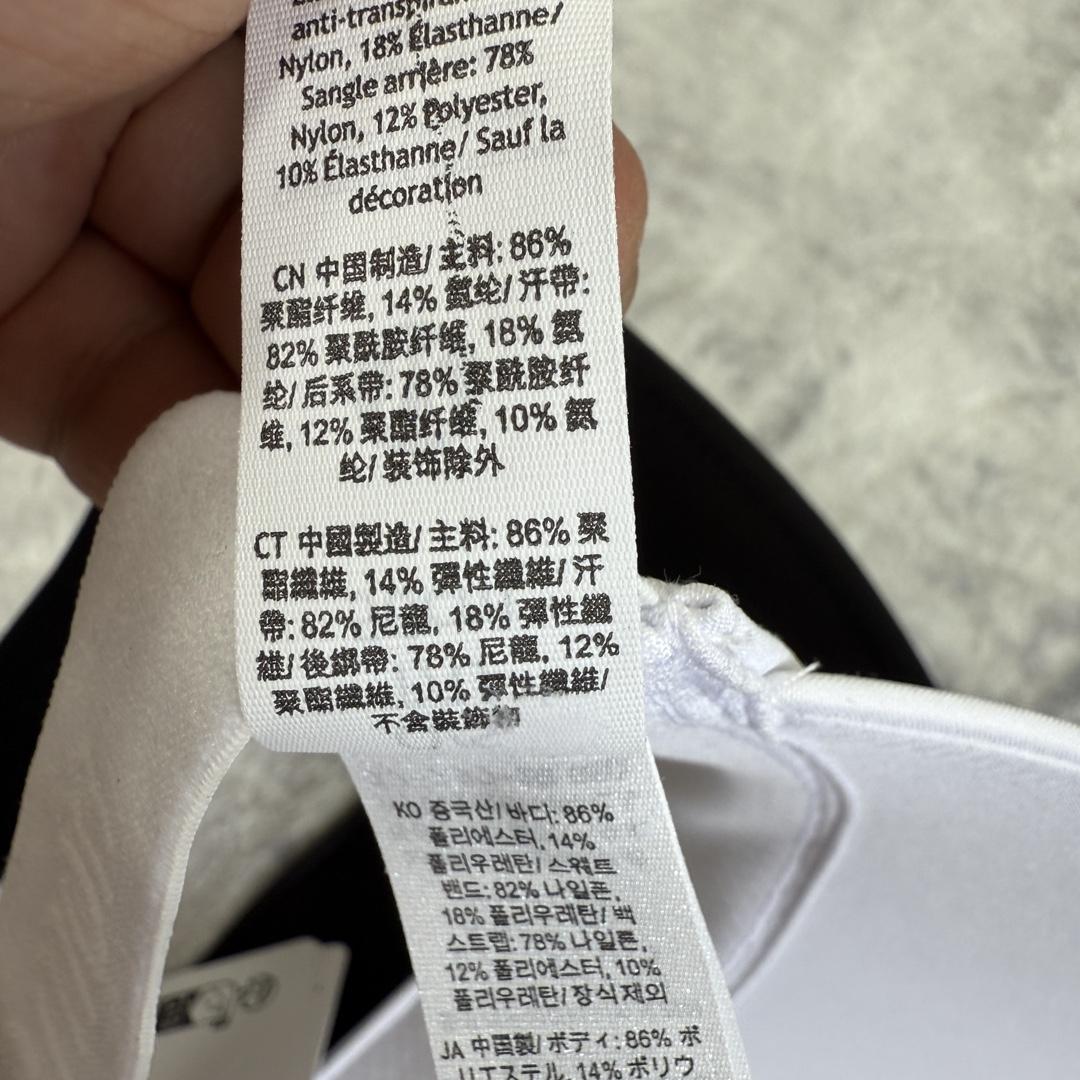 anti-transpiran
Nylon, 18% Élasthanne/
Sangle arrière: 78%
Nylon, 12% Polyester,
10% Élasthanne/ Sauf la
décoration
CN 中国制造/ 主料: 86%
聚酯纤维, 14% 氨纶/ 汗帶:
82% 聚酰胺纤维, 18% 氨
纶/ 后系帶: 78% 聚酰胺纤
维, 12% 聚酯纤维, 10% 氨
纶/ 装饰除外
CT 中國製造/ 主料: 86% 聚
酯纖維, 14% 彈性纖維/ 汗
帶: 82% 尼龍, 18% 彈性纖
維/ 後綁帶: 78% 尼龍, 12%
聚酯纖維, 10% 彈性纖維/
不含裝飾物
KO 중국산/ 바디: 86%
폴리에스터, 14%
폴리우레탄/ 스웨트
밴드: 82% 나일론,
18% 폴리우레탄/ 백
스트랩: 78% 나일론,
12% 폴리에스터, 10%
폴리우레탄/ 장식제외
JA 中国製/ ボディ: 86% ポ
リエステル, 14% ポリウ